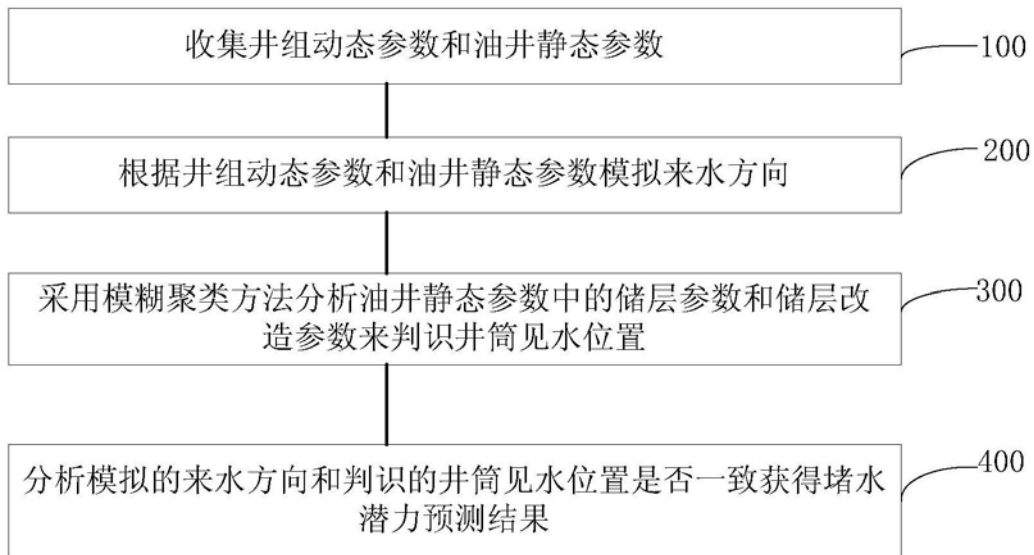 收集井组动态参数和油井静态参数
100
根据井组动态参数和油井静态参数模拟来水方向
200
采用模糊聚类方法分析油井静态参数中的储层参数和储层改
造参数来判识井筒见水位置
300
分析模拟的来水方向和判识的井筒见水位置是否一致获得堵水
潜力预测结果
400